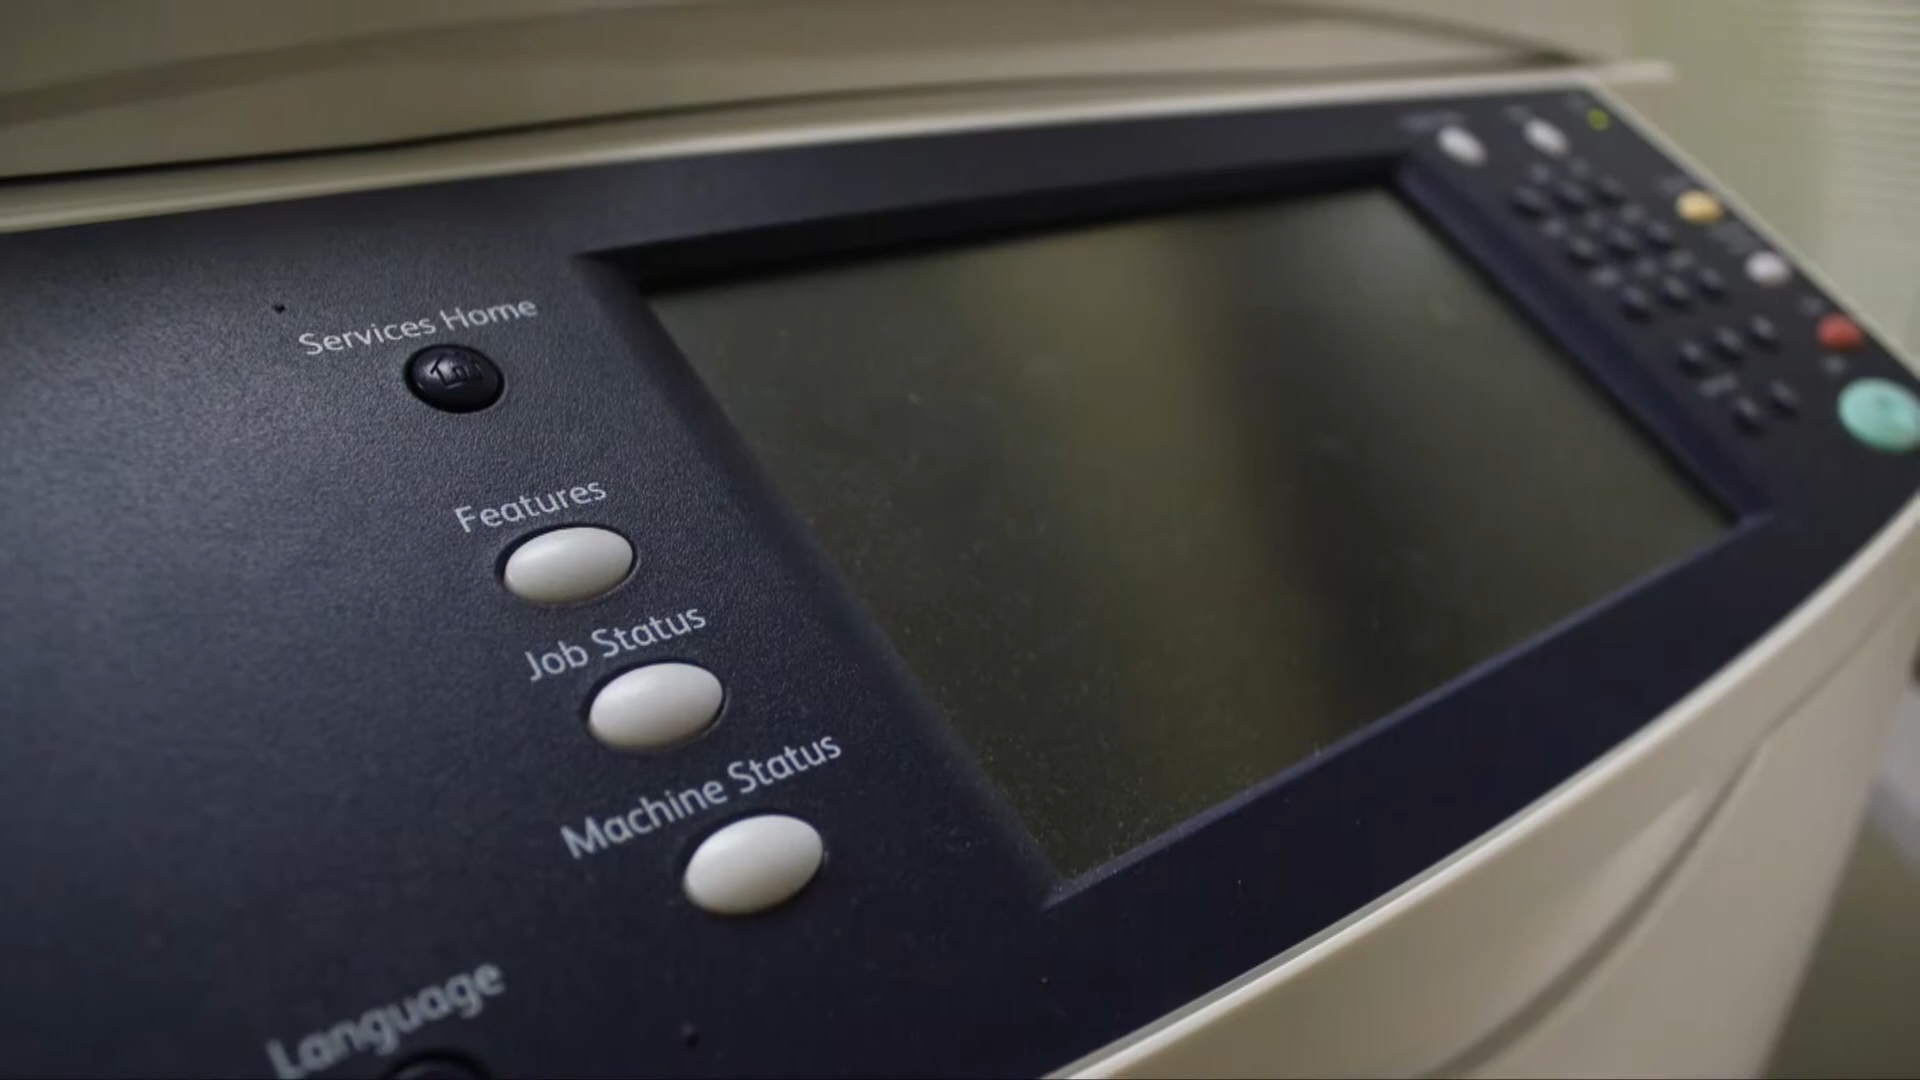 Services Home
Features
Job Status
Machine Status
Language